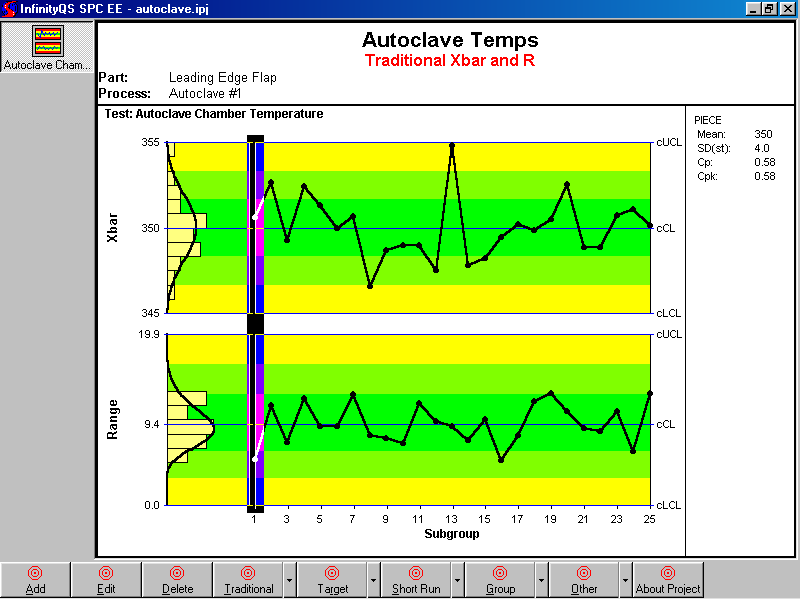 InfinityQS SPC EE - autoclave.ipj
Autoclave Cham...
Autoclave Temps
Traditional Xbar and R
Part: Leading Edge Flap
Process: Autoclave #1
Test: Autoclave Chamber Temperature
PIECE
Mean: 350
SD(st): 4.0
Cp: 0.58
Cpk: 0.58
355 cUCL
Xbar
350 cCL
345 cLCL
19.9 cUCL
Range
9.4 cCL
0.0 cLCL
1 3 5 7 9 11 13 15 17 19 21 23 25
Subgroup
Add Edit Delete Traditional Target Short Run Group Other About Project